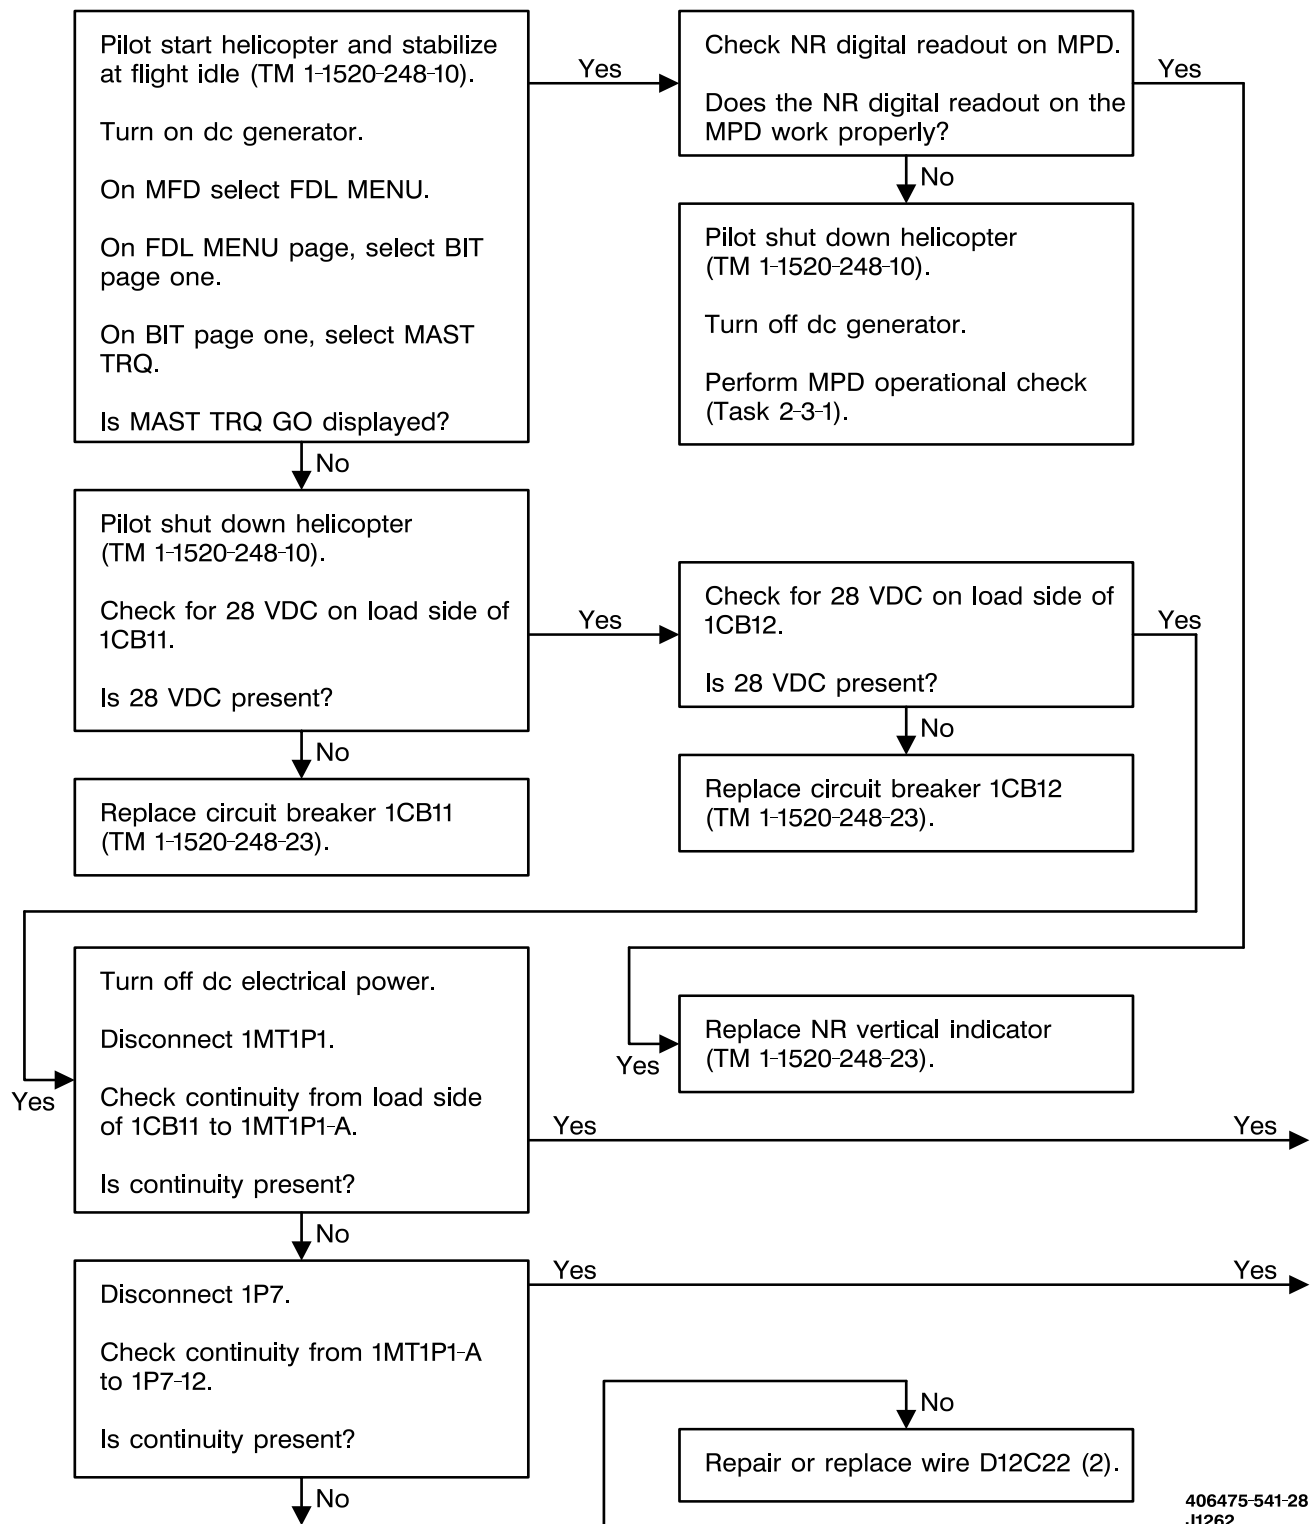 Pilot start helicopter and stabilize
at flight idle (TM 1-1520-248-10).
Turn on dc generator.
On MFD select FDL MENU.
On FDL MENU page, select BIT
page one.
On BIT page one, select MAST
TRQ.
Is MAST TRQ GO displayed?
Yes
Check NR digital readout on MPD.
Does the NR digital readout on the
MPD work properly?
Yes
No
Pilot shut down helicopter
(TM 1-1520-248-10).
Turn off dc generator.
Perform MPD operational check
(Task 2-3-1).
No
Pilot shut down helicopter
(TM 1-1520-248-10).
Check for 28 VDC on load side of
1CB11.
Is 28 VDC present?
Yes
Check for 28 VDC on load side of
1CB12.
Is 28 VDC present?
Yes
No
Replace circuit breaker 1CB11
(TM 1-1520-248-23).
No
Replace circuit breaker 1CB12
(TM 1-1520-248-23).
Yes
Turn off dc electrical power.
Disconnect 1MT1P1.
Check continuity from load side
of 1CB11 to 1MT1P1-A.
Is continuity present?
Yes
Replace NR vertical indicator
(TM 1-1520-248-23).
Yes
Yes
No
Disconnect 1P7.
Check continuity from 1MT1P1-A
to 1P7-12.
Is continuity present?
Yes
Yes
No
No
Repair or replace wire D12C22 (2).
406475-541-28
J1262